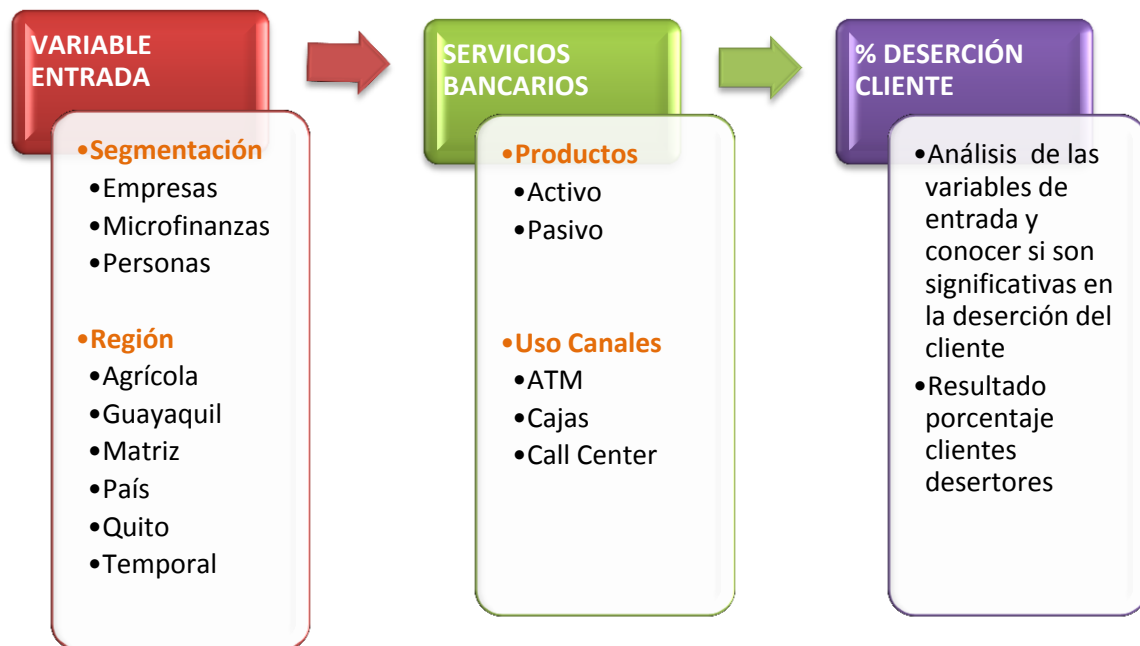 VARIABLE
ENTRADA
•Segmentación
•Empresas
•Microfinanzas
•Personas
•Región
•Agrícola
•Guayaquil
•Matriz
•País
•Quito
•Temporal
SERVICIOS
BANCARIOS
•Productos
•Activo
•Pasivo
•Uso Canales
•ATM
•Cajas
•Call Center
% DESERCIÓN
CLIENTE
•Análisis de las
variables de
entrada y
conocer si son
significativas en
la deserción del
cliente
•Resultado
porcentaje
clientes
desertores